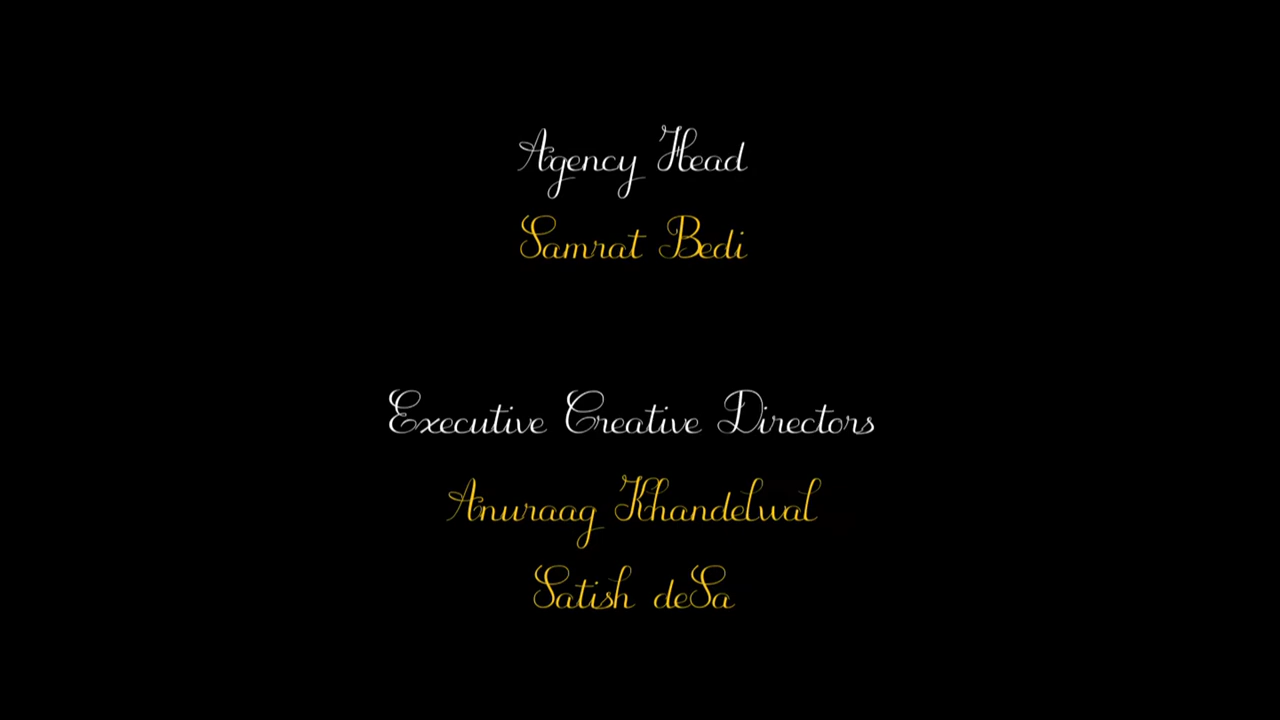 Agency Head
Samrat Bedi
Executive Creative Directors
Anuraag Khandelwal
Satish deSa